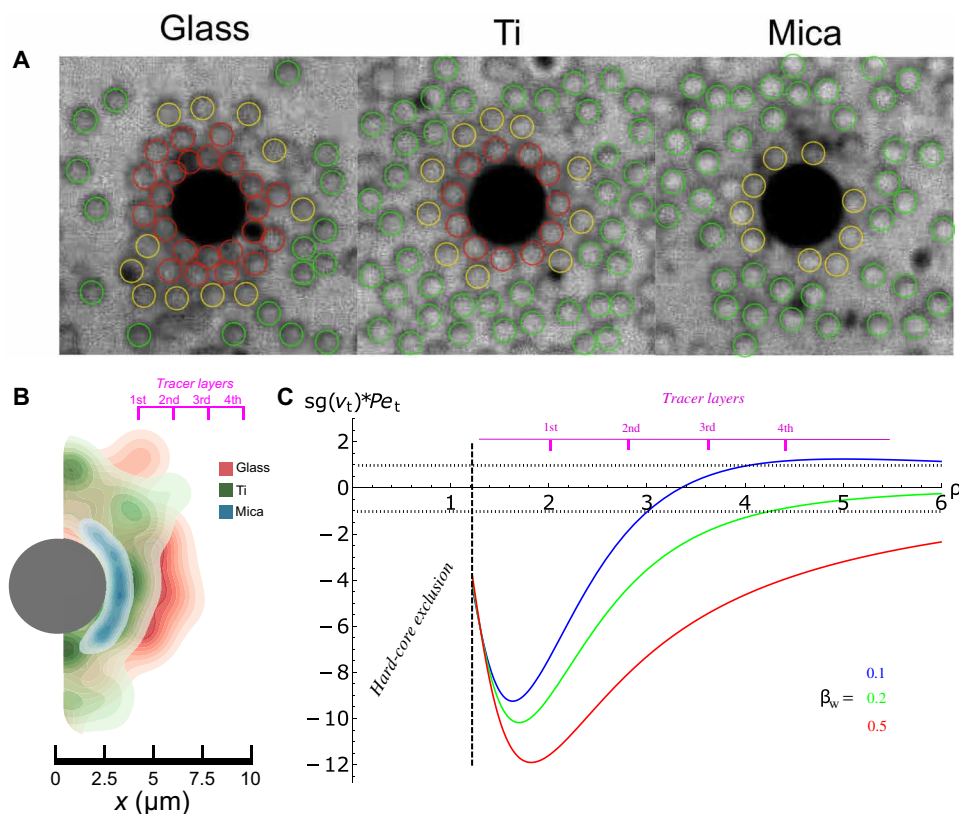 Glass Ti Mica
A
B
Tracer layers
1st 2nd 3rd 4th
Glass
Ti
Mica
0 2.5 5 7.5 10
x (µm)
C
sg(vt)*Pet
Tracer layers
1st 2nd 3rd 4th
2
0
−2
−4
−6
−8
−10
−12
1 2 3 4 5 6
ρ
Hard-core exclusion
βw =
0.1
0.2
0.5